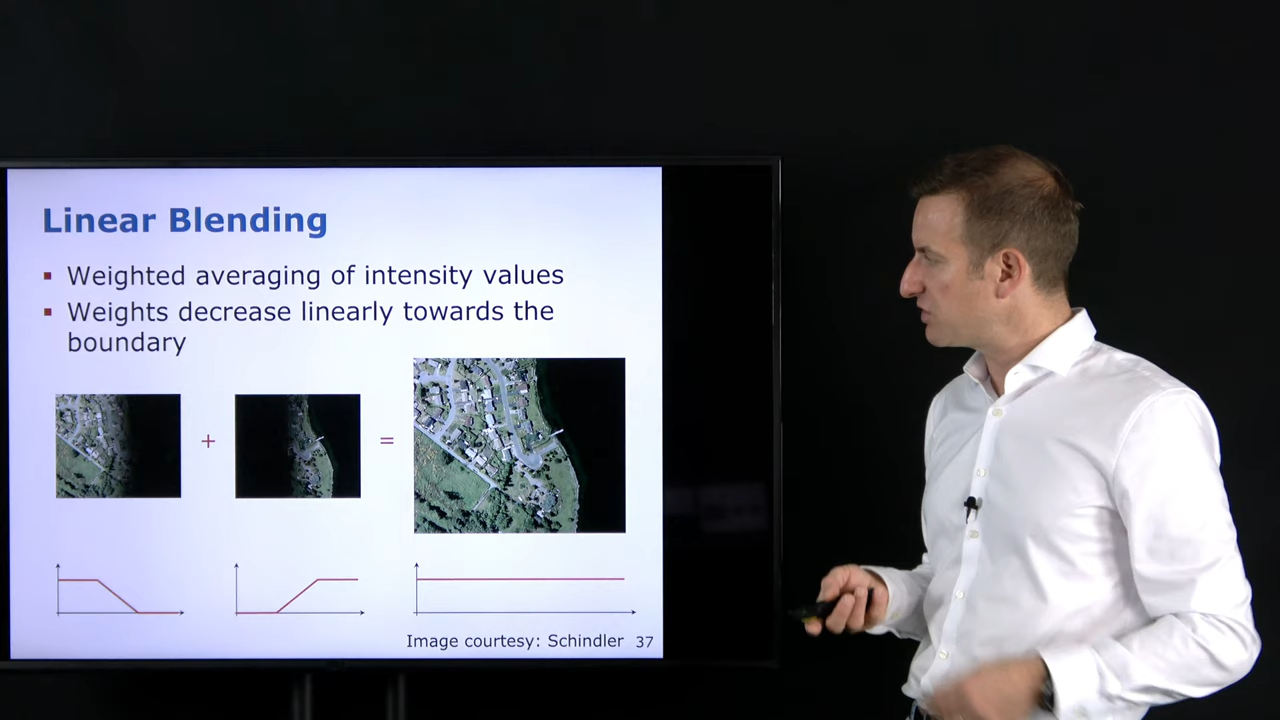 Linear Blending
▪ Weighted averaging of intensity values
▪ Weights decrease linearly towards the
boundary
+ =
Image courtesy: Schindler 37